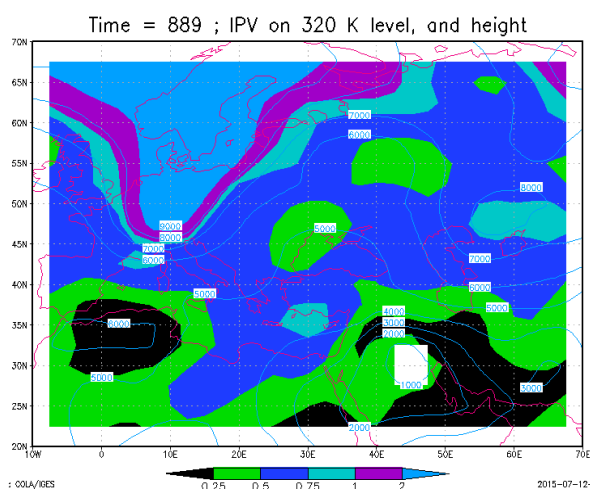 Time = 889 ; IPV on 320 K level, and height
70N
65N
60N
55N
50N
45N
40N
35N
30N
25N
20N
7000
6000
8000
9000
8000
7000
6000
5000
7000
6000
5000
5000
6000
4000
3000
2000
5000
1000
3000
2000
10W 0 10E 20E 30E 40E 50E 60E 70E
0.25 0.5 0.75 1 2
: COLA/IGES 2015-07-12-